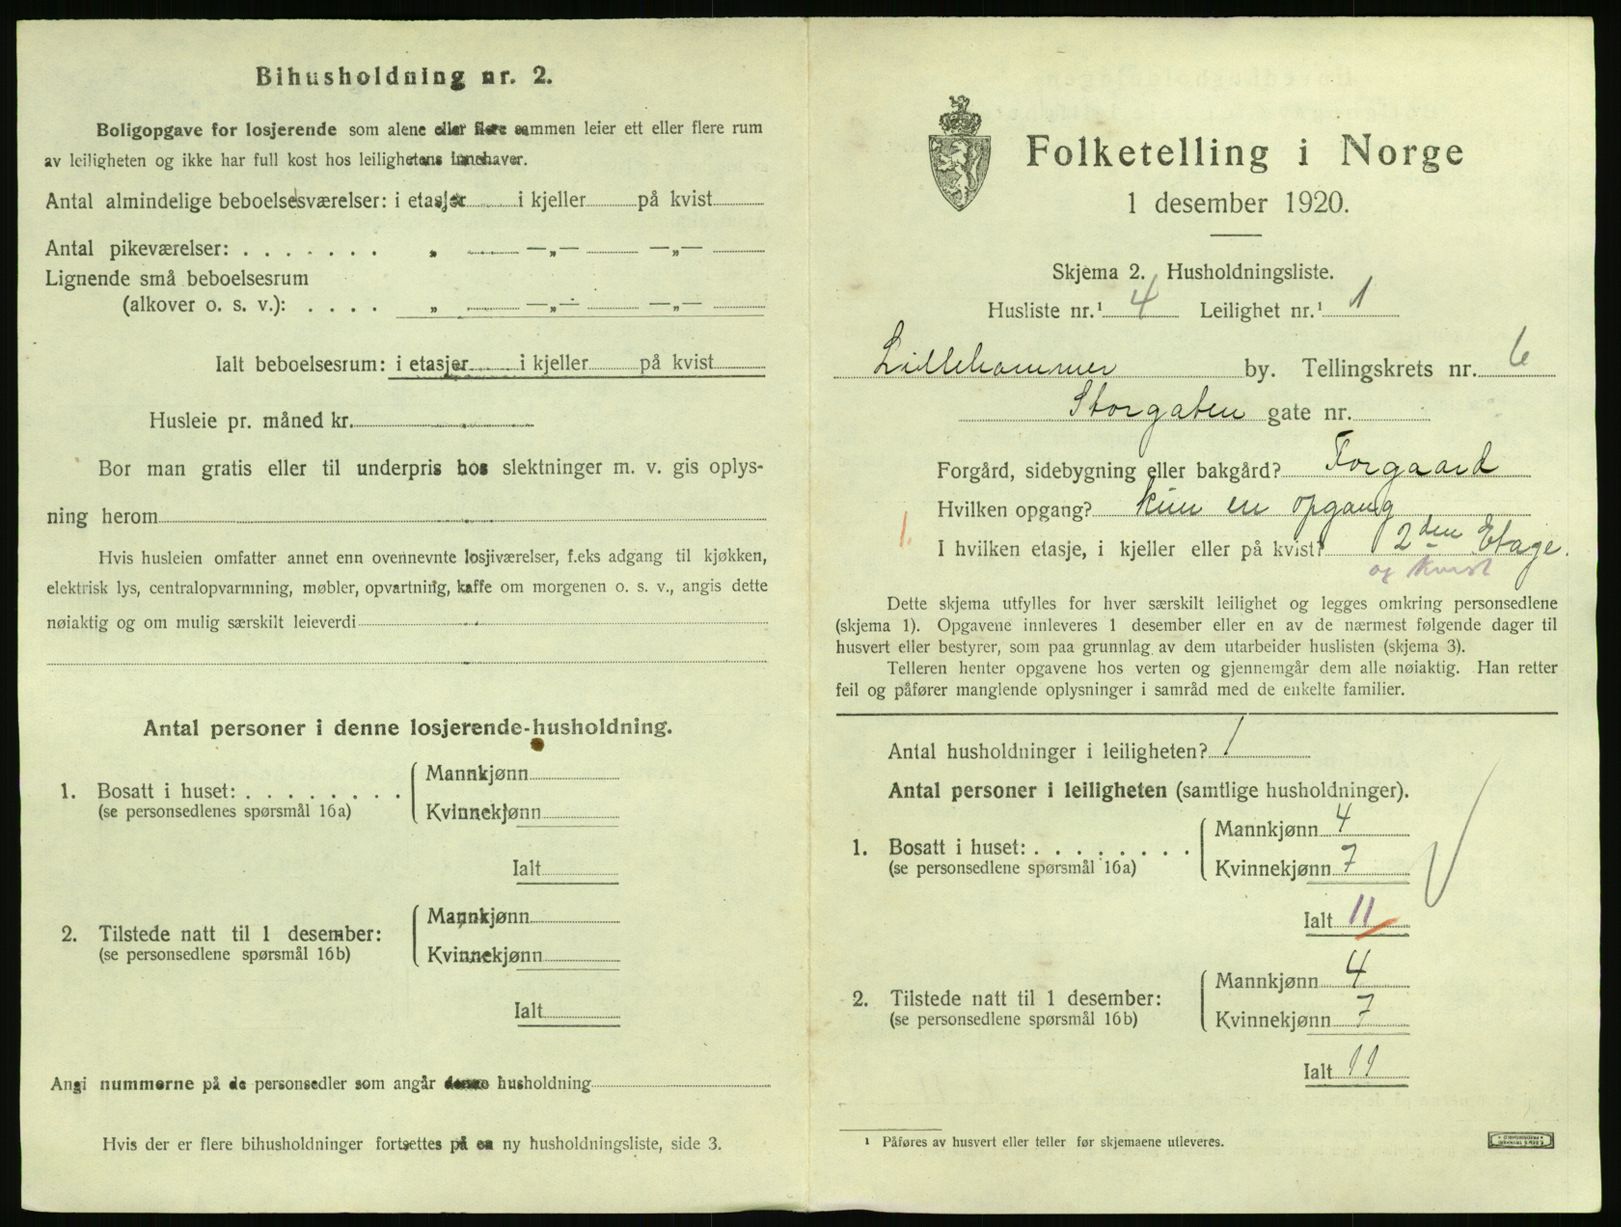 Bihusholdning nr. 2.
Boligopgave for losjerende som alene eller flere sammen leier ett eller flere rum
av leiligheten og ikke har full kost hos leilighetens innehaver.
Antal almindelige beboelsesværelser: i etasjer i kjeller på kvist
Antal pikeværelser: . . . . . . . „ —„— —„—
Lignende små beboelsesrum
(alkover o. s. v.): . . . . „ —„— —„—
Ialt beboelsesrum: i etasjer i kjeller på kvist
Husleie pr. måned kr.
Bor man gratis eller til underpris hos slektninger m. v. gis oplys-
ning herom
Hvis husleien omfatter annet enn ovennevnte losjiværelser, f.eks adgang til kjøkken,
elektrisk lys, centralopvarmning, møbler, opvartning, kaffe om morgenen o. s. v., angis dette
nøiaktig og om mulig særskilt leieverdi
Antal personer i denne losjerende-husholdning.
1. Bosatt i huset: . . . . . . . . Mannkjønn
(se personsedlenes spørsmål 16a) Kvinnekjønn
Ialt
2. Tilstede natt til 1 desember: Mannkjønn
(se personsedlene spørsmål 16b) Kvinnekjønn
Ialt
Angi nummerne på de personsedler som angår denne husholdning
Hvis der er flere bihusholdninger fortsettes på en ny husholdningsliste, side 3.
Folketelling i Norge
1 desember 1920.
Skjema 2. Husholdningsliste.
Husliste nr.¹ 4 Leilighet nr.¹ 1
Lillehammer by. Tellingskrets nr. 6
Storgaten gate nr.
Forgård, sidebygning eller bakgård? Forgaard
Hvilken opgang? kun en opgang
1. I hvilken etasje, i kjeller eller på kvist? 2den Etage.
og kvist
Dette skjema utfylles for hver særskilt leilighet og legges omkring personsedlene
(skjema 1). Opgavene innleveres 1 desember eller en av de nærmest følgende dager til
husvert eller bestyrer, som paa grunnlag av dem utarbeider huslisten (skjema 3).
Telleren henter opgavene hos verten og gjennemgår dem alle nøiaktig. Han retter
feil og påfører manglende oplysninger i samråd med de enkelte familier.
Antal husholdninger i leiligheten? 1
Antal personer i leiligheten (samtlige husholdninger).
1. Bosatt i huset: . . . . . . . . Mannkjønn 4
(se personsedlene spørsmål 16a) Kvinnekjønn 7
Ialt 11
2. Tilstede natt til 1 desember: Mannkjønn 4
(se personsedlene spørsmål 16b) Kvinnekjønn 7
Ialt 11
¹ Påføres av husvert eller teller før skjemaene utleveres.